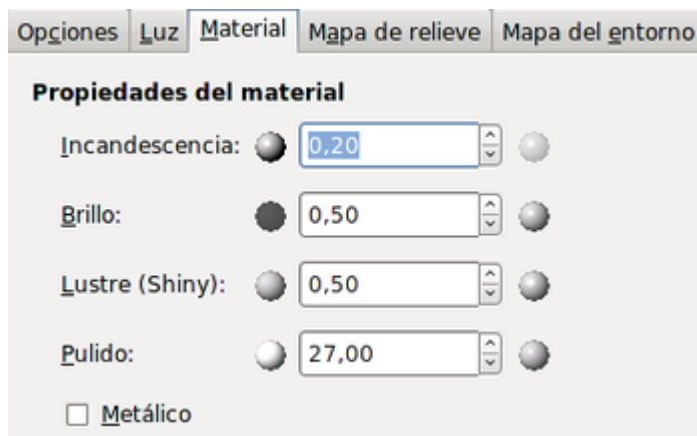 Opciones Luz Material Mapa de relieve Mapa del entorno
Propiedades del material
Incandescencia: 0,20
Brillo: 0,50
Lustre (Shiny): 0,50
Pulido: 27,00
Metálico